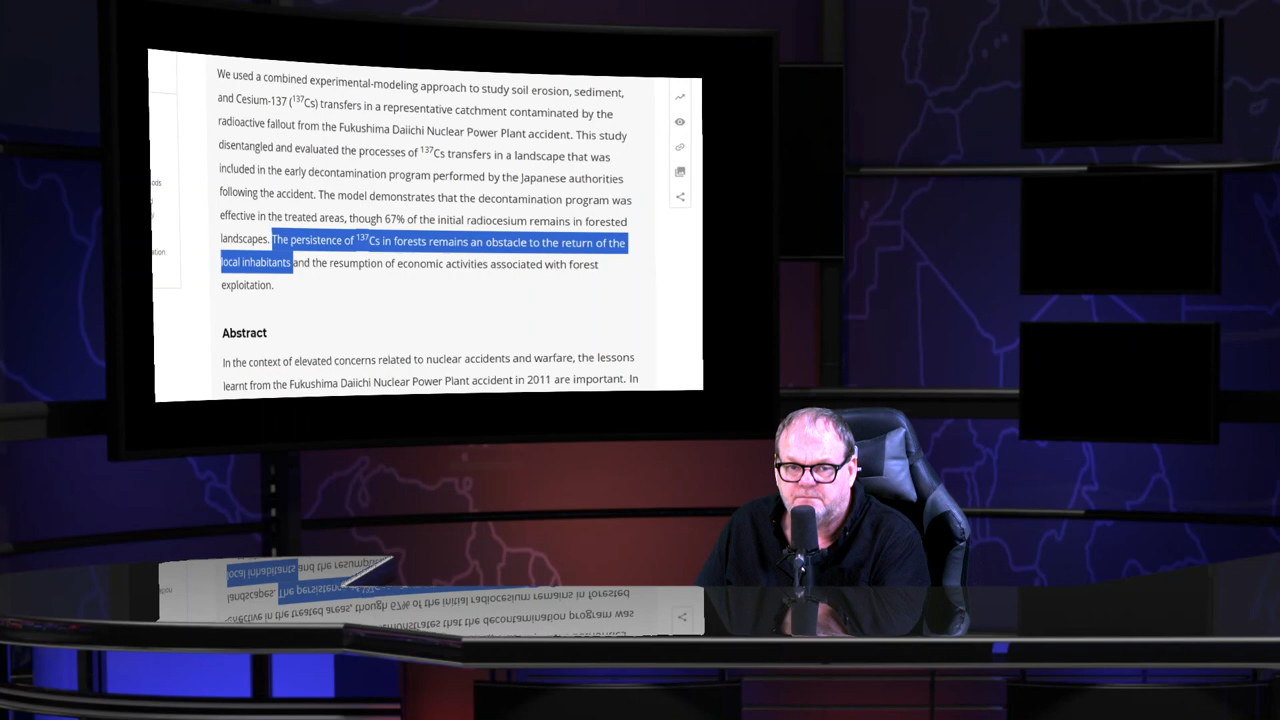 We used a combined experimental-modeling approach to study soil erosion, sediment,
and Cesium-137 (¹³⁷Cs) transfers in a representative catchment contaminated by the
radioactive fallout from the Fukushima Daiichi Nuclear Power Plant accident. This study
disentangled and evaluated the processes of ¹³⁷Cs transfers in a landscape that was
included in the early decontamination program performed by the Japanese authorities
following the accident. The model demonstrates that the decontamination program was
effective in the treated areas, though 67% of the initial radiocesium remains in forested
landscapes. The persistence of ¹³⁷Cs in forests remains an obstacle to the return of the
local inhabitants and the resumption of economic activities associated with forest
exploitation.
Abstract
In the context of elevated concerns related to nuclear accidents and warfare, the lessons
learnt from the Fukushima Daiichi Nuclear Power Plant accident in 2011 are important. In